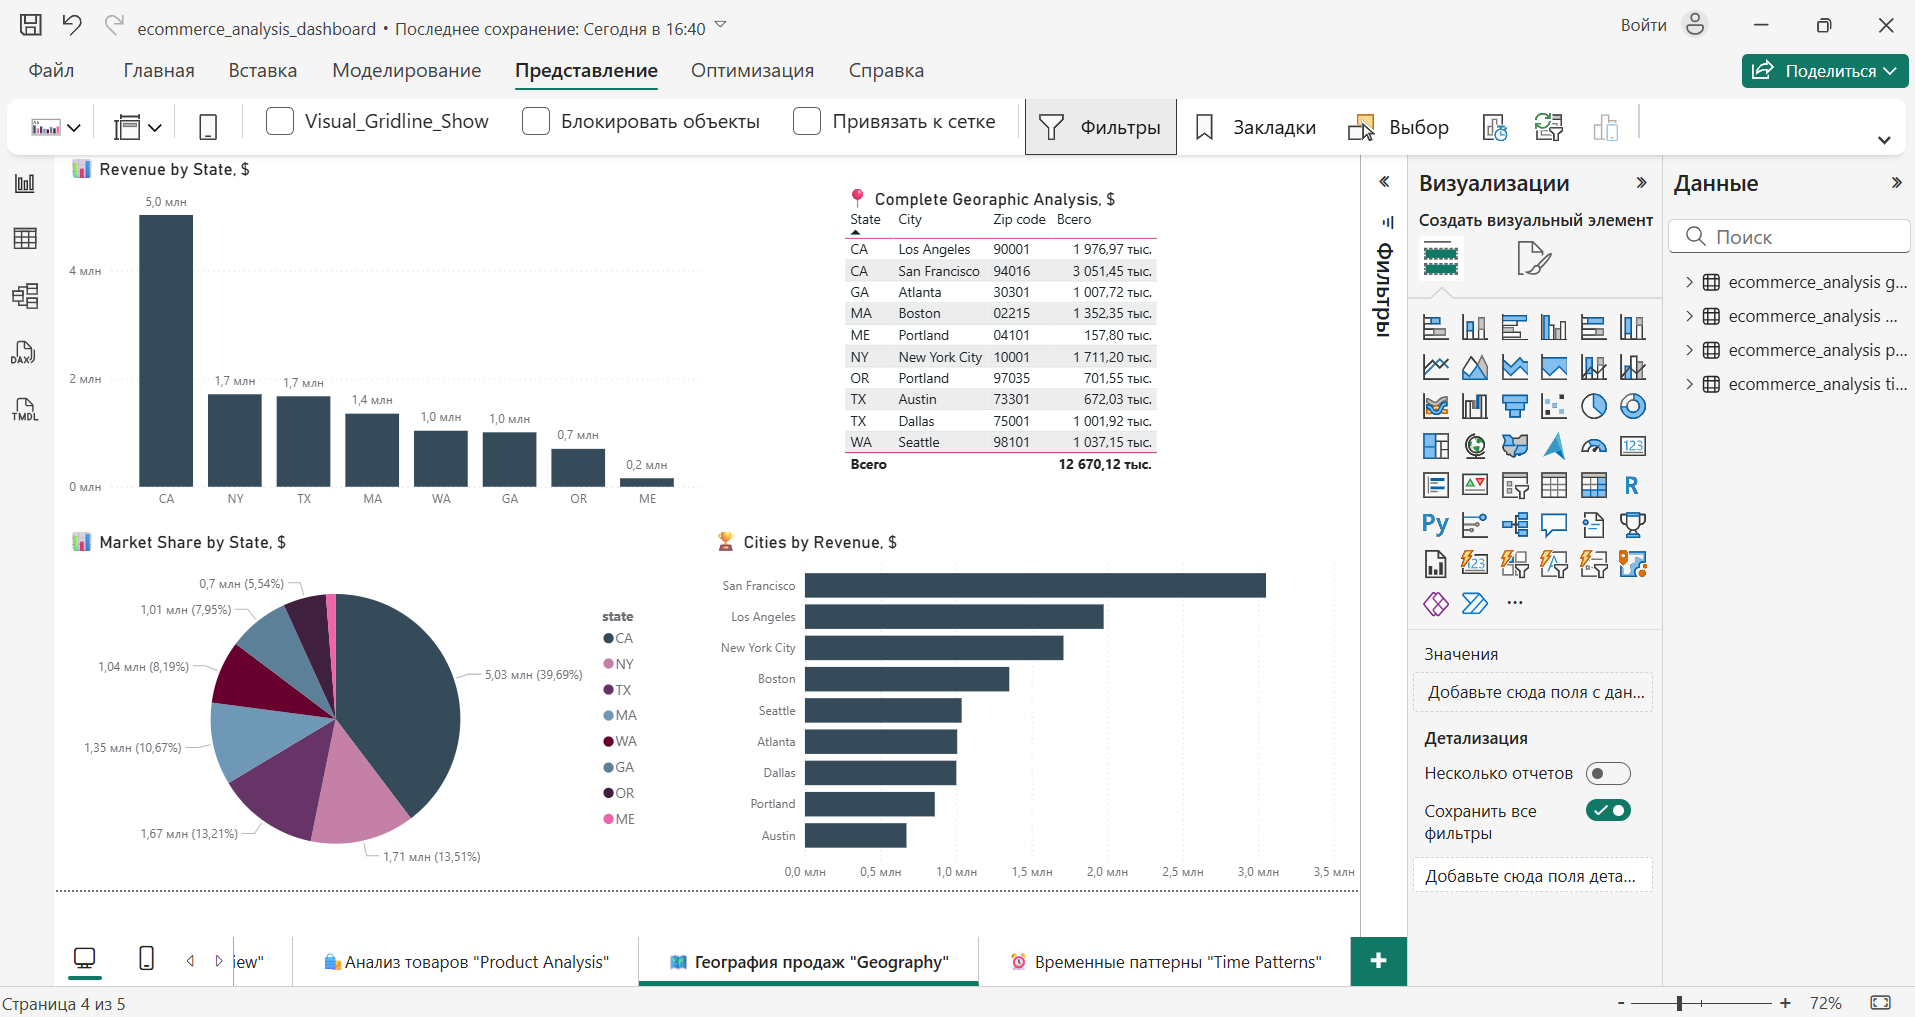 ecommerce_analysis_dashboard • Последнее сохранение: Сегодня в 16:40
Войти
Файл Главная Вставка Моделирование Представление Оптимизация Справка
Поделиться
Visual_Gridline_Show Блокировать объекты Привязать к сетке
Фильтры Закладки Выбор
DAX
TMDL
Revenue by State, $
5,0 млн
4 млн
1,7 млн 1,7 млн
2 млн
1,4 млн
1,0 млн 1,0 млн
0,7 млн
0,2 млн
0 млн
CA NY TX MA WA GA OR ME
Complete Georaphic Analysis, $
State City Zip code Всего
CA Los Angeles 90001 1 976,97 тыс.
CA San Francisco 94016 3 051,45 тыс.
GA Atlanta 30301 1 007,72 тыс.
MA Boston 02215 1 352,35 тыс.
ME Portland 04101 157,80 тыс.
NY New York City 10001 1 711,20 тыс.
OR Portland 97035 701,55 тыс.
TX Austin 73301 672,03 тыс.
TX Dallas 75001 1 001,92 тыс.
WA Seattle 98101 1 037,15 тыс.
Всего 12 670,12 тыс.
Market Share by State, $
0,7 млн (5,54%)
1,01 млн (7,95%)
1,04 млн (8,19%)
5,03 млн (39,69%)
1,35 млн (10,67%)
1,67 млн (13,21%)
1,71 млн (13,51%)
state
CA
NY
TX
MA
WA
GA
OR
ME
Cities by Revenue, $
San Francisco
Los Angeles
New York City
Boston
Seattle
Atlanta
Dallas
Portland
Austin
0,0 млн 0,5 млн 1,0 млн 1,5 млн 2,0 млн 2,5 млн 3,0 млн 3,5 млн
Фильтры
Визуализации
Создать визуальный элемент
123
R
Py
123
...
Значения
Добавьте сюда поля с дан...
Детализация
Несколько отчетов
Сохранить все
фильтры
Добавьте сюда поля дета...
Данные
Поиск
ecommerce_analysis g...
ecommerce_analysis ...
ecommerce_analysis p...
ecommerce_analysis ti...
iew"
Анализ товаров "Product Analysis"
География продаж "Geography"
Временные паттерны "Time Patterns"
+
Страница 4 из 5
- + 72%